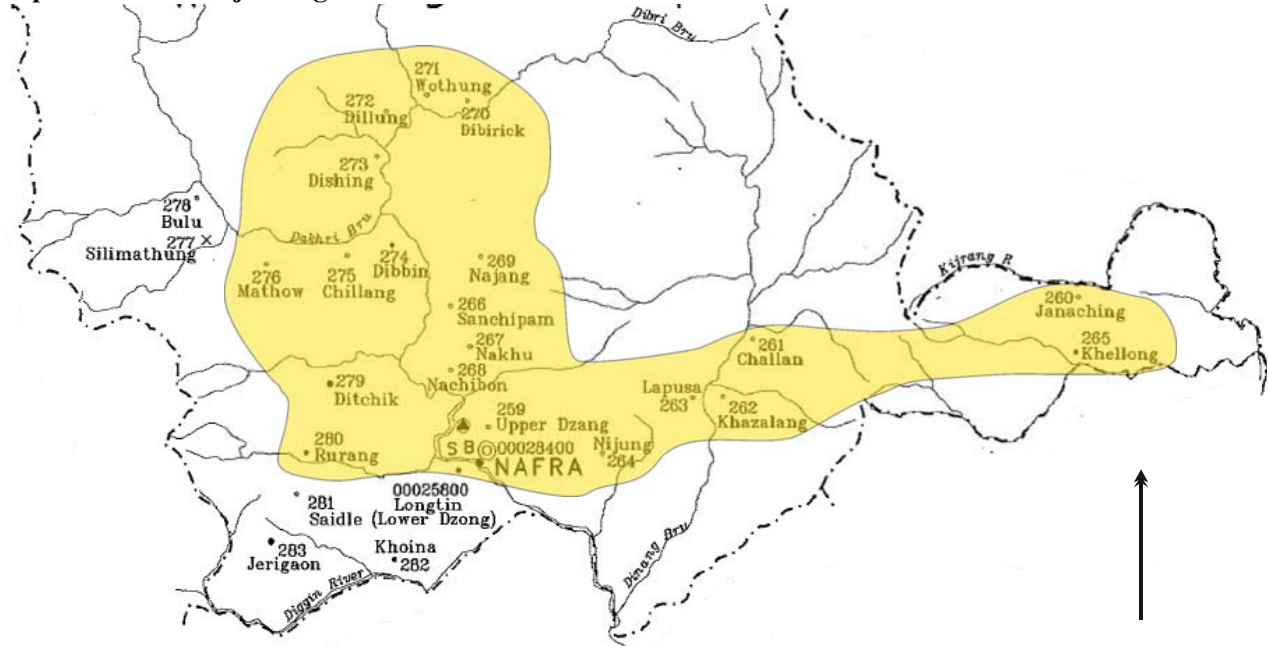 Dibri Bru
271
Wothung
272
Dillung
270
Dibirick
273
Dishing
278
Bulu
Silimathung
277
Dakhri Bru
274
Dibbin
276
Mathow
275
Chillang
269
Najang
Kijrang R
260
Janaching
266
Sanchipam
267
Nakhu
261
Challan
265
Khellong
268
Nachibon
279
Ditchik
Lapusa
263
262
Khazalang
259
Upper Dzang
280
Rurang
S B
00028400
NAFRA
Nijung
264
00025800
Longtin
281
Saidle (Lower Dzong)
283
Jerigaon
Khoina
282
Diggin River
Dinang Bru